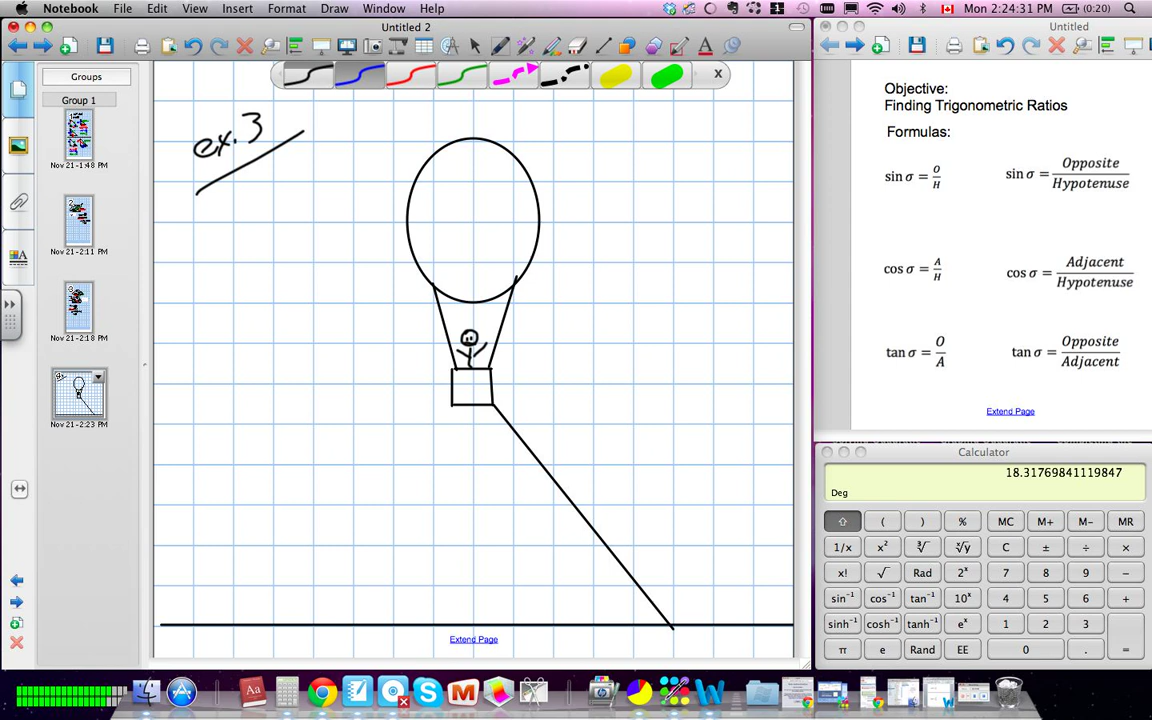 Notebook File Edit View Insert Format Draw Window Help
Mon 2:24:31 PM (0:20)
Untitled 2
Untitled
Groups
Group 1
Nov 21-1:48 PM
Nov 21-2:11 PM
Nov 21-2:18 PM
Nov 21-2:23 PM
X
ex.3
Extend Page
Objective:
Finding Trigonometric Ratios
Formulas:
sin σ = O/H sin σ = Opposite/Hypotenuse
cos σ = A/H cos σ = Adjacent/Hypotenuse
tan σ = O/A tan σ = Opposite/Adjacent
Extend Page
Calculator
18.31769841119847
Deg
( ) % MC M+ M- MR
1/x x² ³√ ˣ√y C ± ÷ ×
x! √ Rad 2ˣ 7 8 9 −
sin⁻¹ cos⁻¹ tan⁻¹ 10ˣ 4 5 6 +
sinh⁻¹ cosh⁻¹ tanh⁻¹ eˣ 1 2 3
π e Rand EE 0 . =